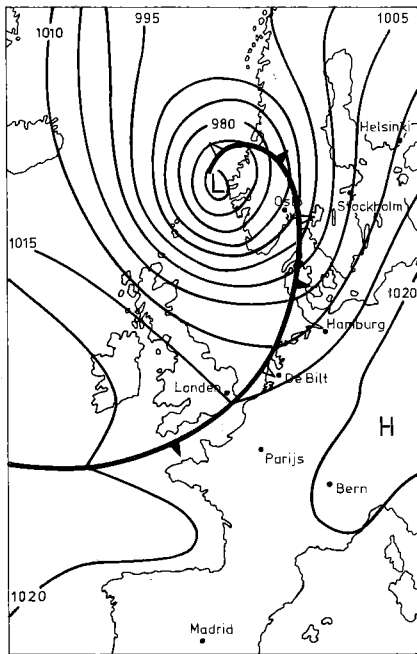 1010
995
1005
980
Helsinki
L
Oslo
Stockholm
1015
1020
Hamburg
De Bilt
Londen
H
Parijs
Bern
1020
Madrid